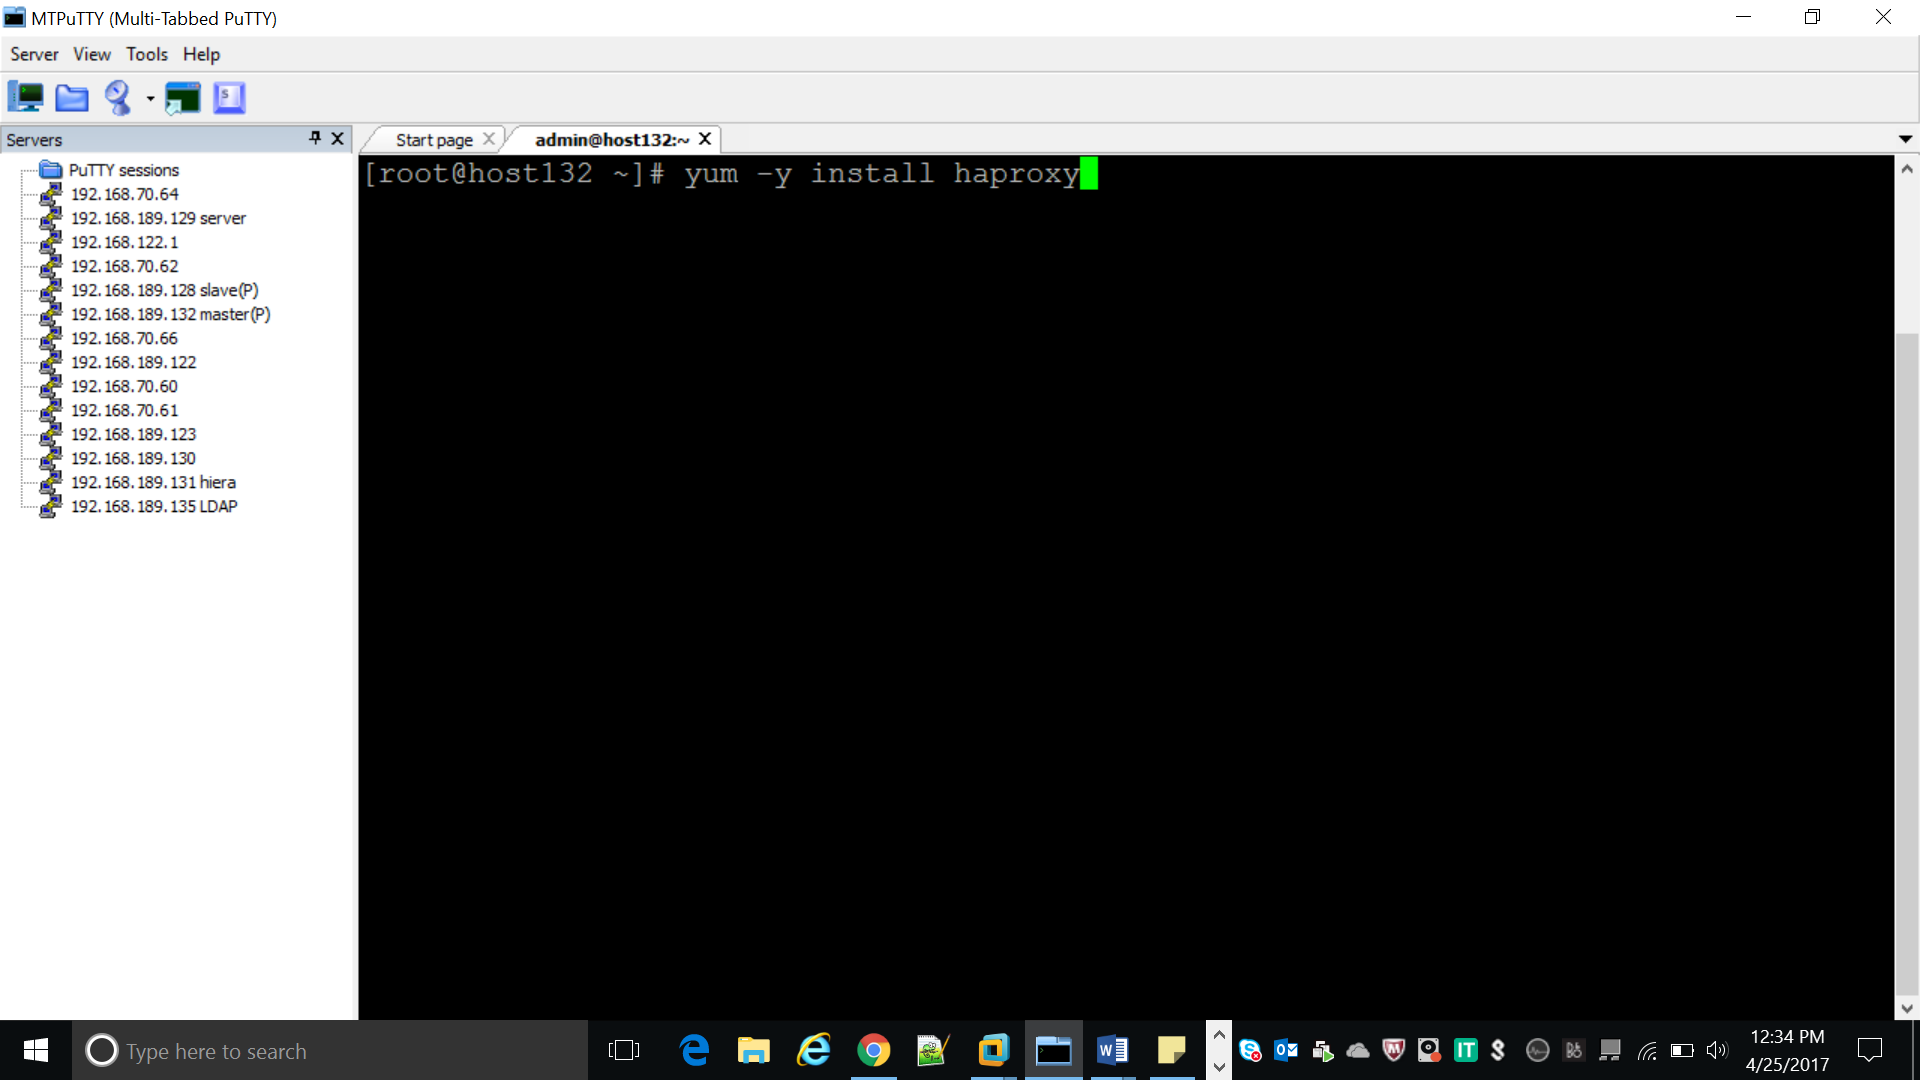 MTPuTTY (Multi-Tabbed PuTTY)
Server View Tools Help
Servers
Start page admin@host132:~
PuTTY sessions
192.168.70.64
192.168.189.129 server
192.168.122.1
192.168.70.62
192.168.189.128 slave(P)
192.168.189.132 master(P)
192.168.70.66
192.168.189.122
192.168.70.60
192.168.70.61
192.168.189.123
192.168.189.130
192.168.189.131 hiera
192.168.189.135 LDAP
[root@host132 ~]# yum -y install haproxy
Type here to search
IT
12:34 PM
4/25/2017